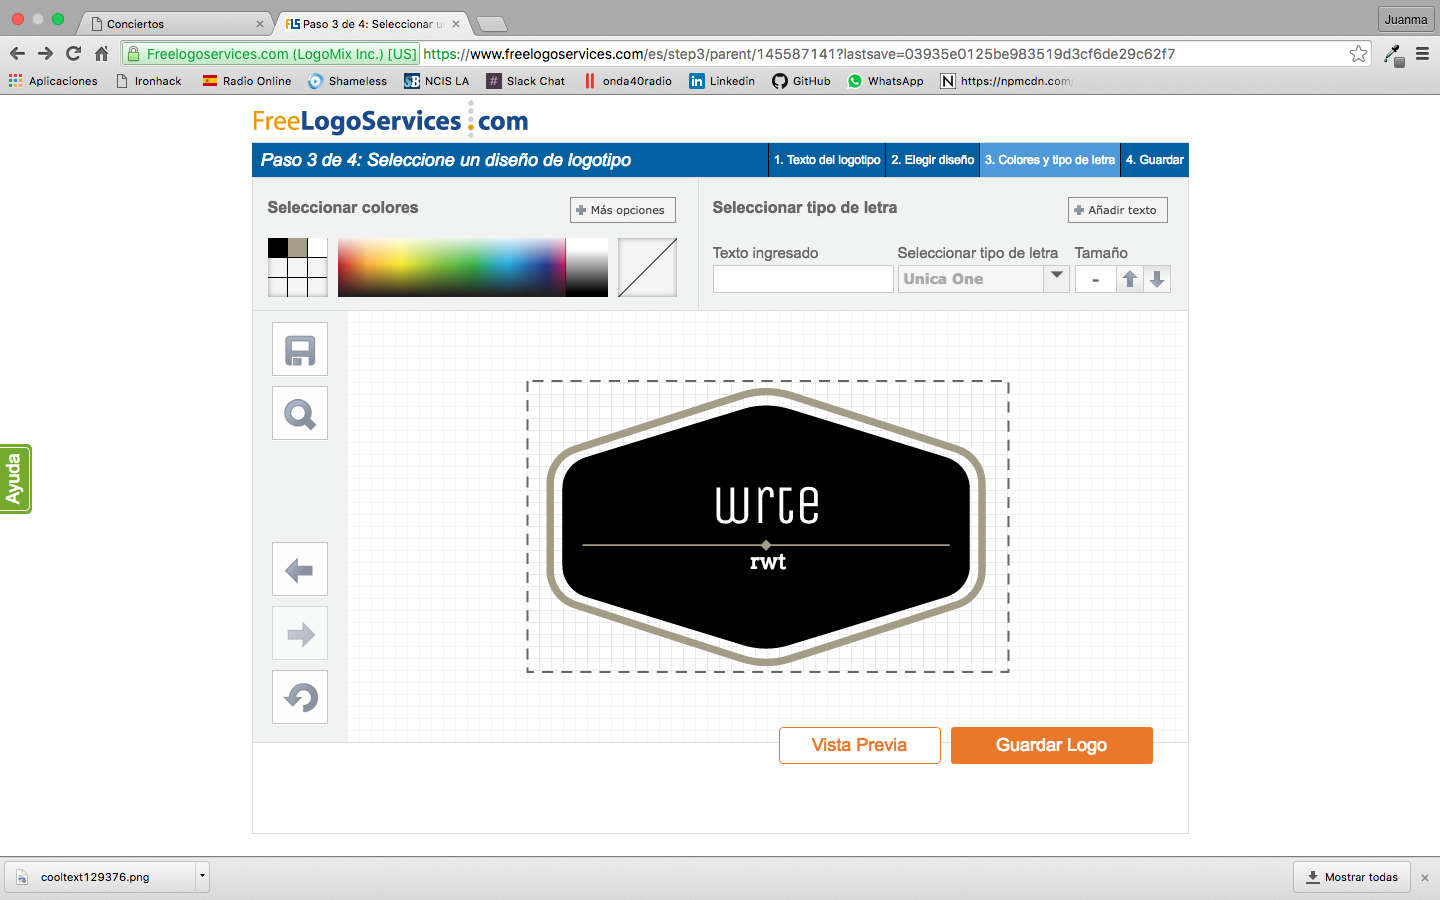 Conciertos
Paso 3 de 4: Seleccionar u
Juanma
Freelogoservices.com (LogoMix Inc.) [US] https://www.freelogoservices.com/es/step3/parent/145587141?lastsave=03935e0125be983519d3cf6de29c62f7
Aplicaciones Ironhack Radio Online Shameless NCIS LA Slack Chat onda40radio Linkedin GitHub WhatsApp https://npmcdn.com/
FreeLogoServices.com
Paso 3 de 4: Seleccione un diseño de logotipo
1. Texto del logotipo 2. Elegir diseño 3. Colores y tipo de letra 4. Guardar
Seleccionar colores
Más opciones
Seleccionar tipo de letra
Añadir texto
Texto ingresado Seleccionar tipo de letra Tamaño
Unica One -
Ayuda
wrte
rwt
Vista Previa Guardar Logo
cooltext129376.png
Mostrar todas